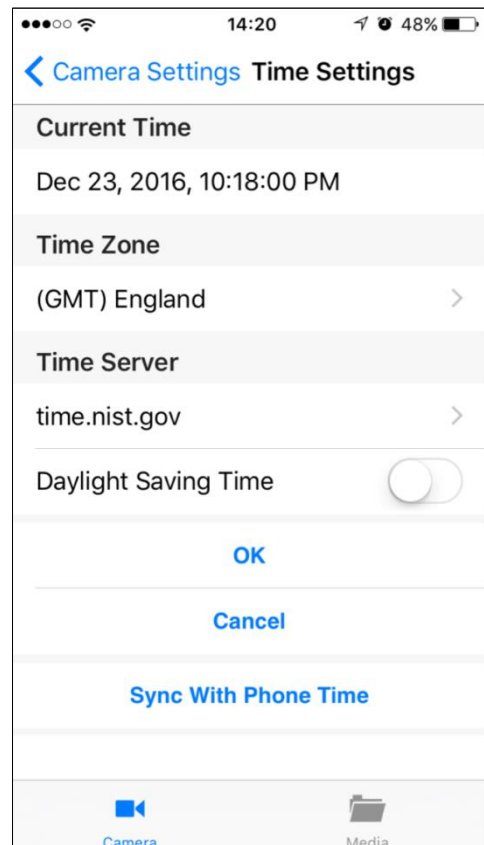 14:20 48%
Camera Settings Time Settings
Current Time
Dec 23, 2016, 10:18:00 PM
Time Zone
(GMT) England
Time Server
time.nist.gov
Daylight Saving Time
OK
Cancel
Sync With Phone Time
Camera Media